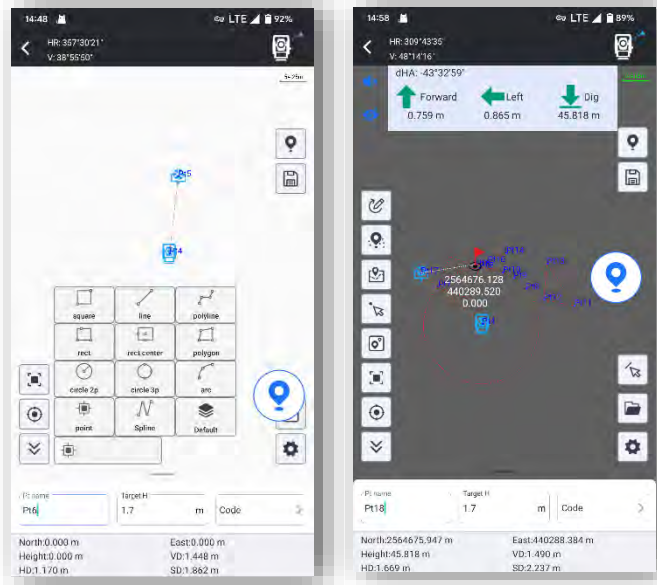 14:48
LTE 92%
HR: 357°30'21"
V: 38°55'50"
5.25m
Pt5
square line polyline
rect rect.center polygon
circle 2p circle 3p arc
point Spline Default
Pt name
Pt6
Target H
1.7 m
Code
North:0.000 m East:0.000 m
Height:0.000 m VD:1.448 m
HD:1.170 m SD:1.862 m
14:58
LTE 89%
HR: 309°43'35"
V: 48°14'16"
dHA: -43°32'59"
Forward Left Dig
0.759 m 0.865 m 45.818 m
2564676.128
440289.520
0.000
Pt name
Pt18
Target H
1.7 m
Code
North:2564675.947 m East:440288.384 m
Height:45.818 m VD:1.490 m
HD:1.669 m SD:2.237 m